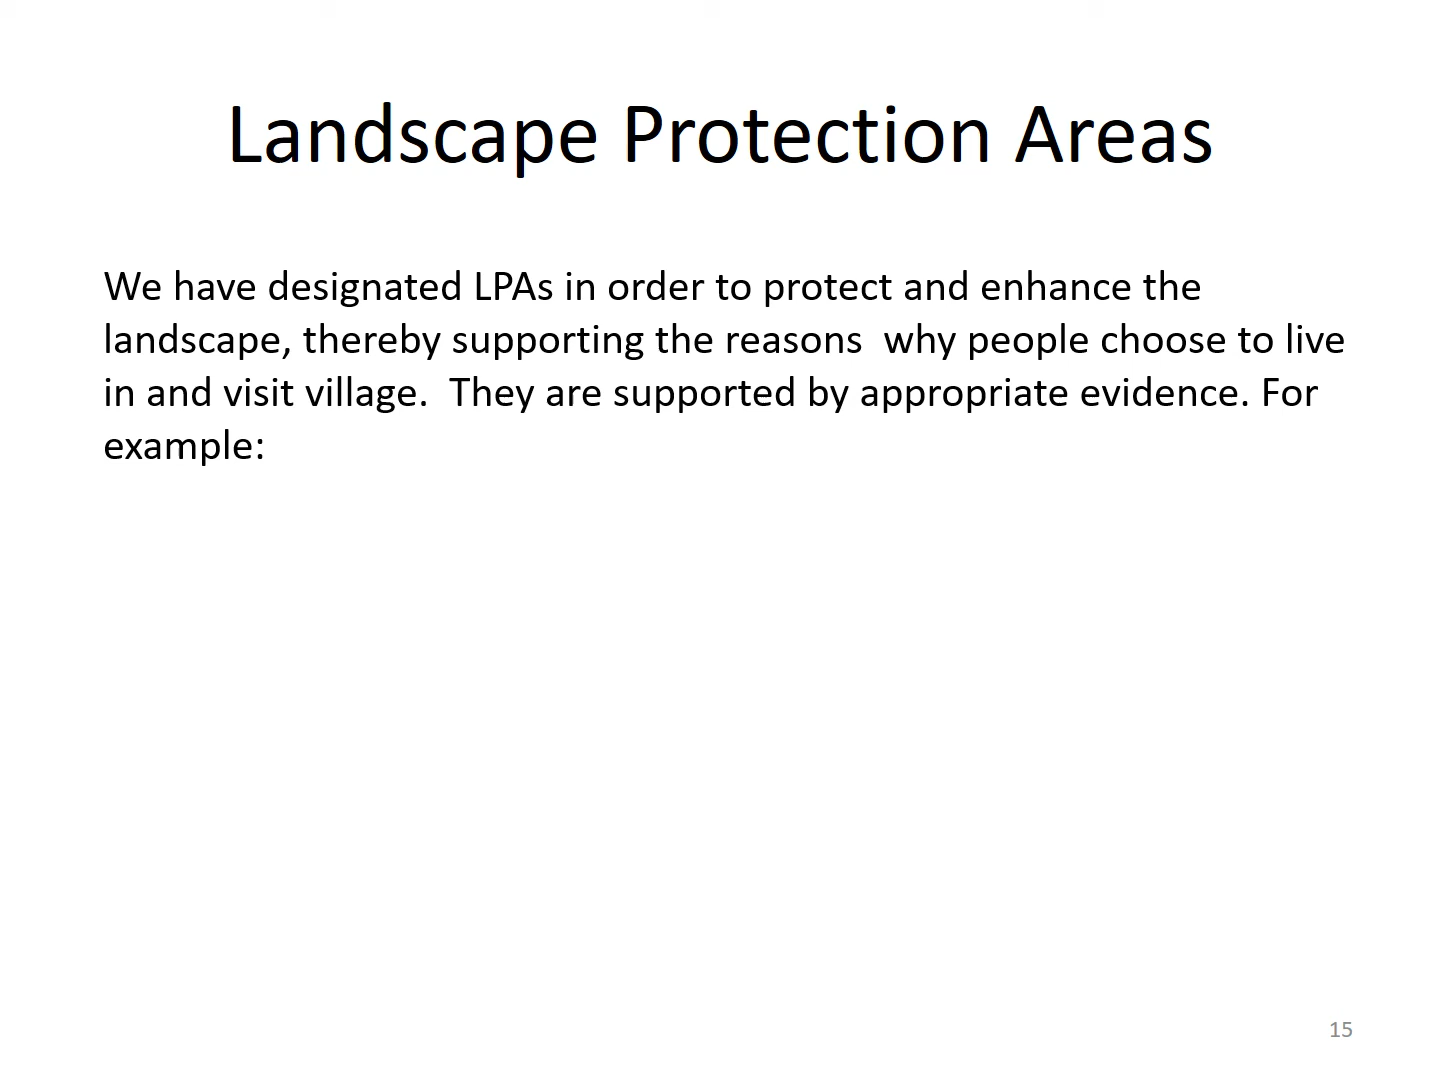 Landscape Protection Areas
We have designated LPAs in order to protect and enhance the
landscape, thereby supporting the reasons  why people choose to live
in and visit village.  They are supported by appropriate evidence. For
example:
15